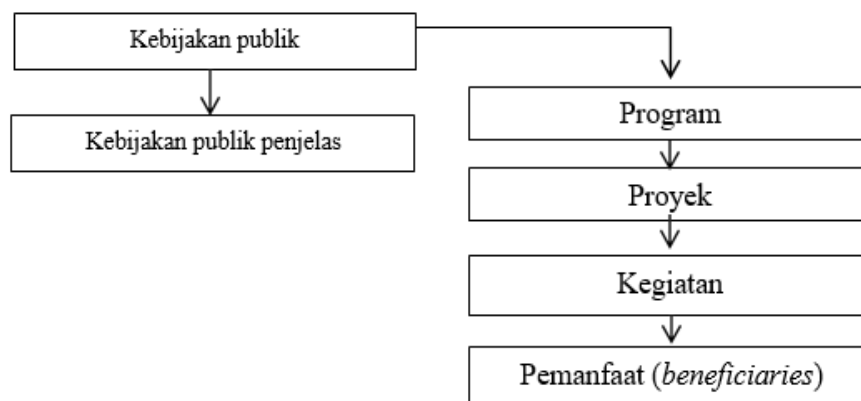 Kebijakan publik
Kebijakan publik penjelas
Program
Proyek
Kegiatan
Pemanfaat (beneficiaries)